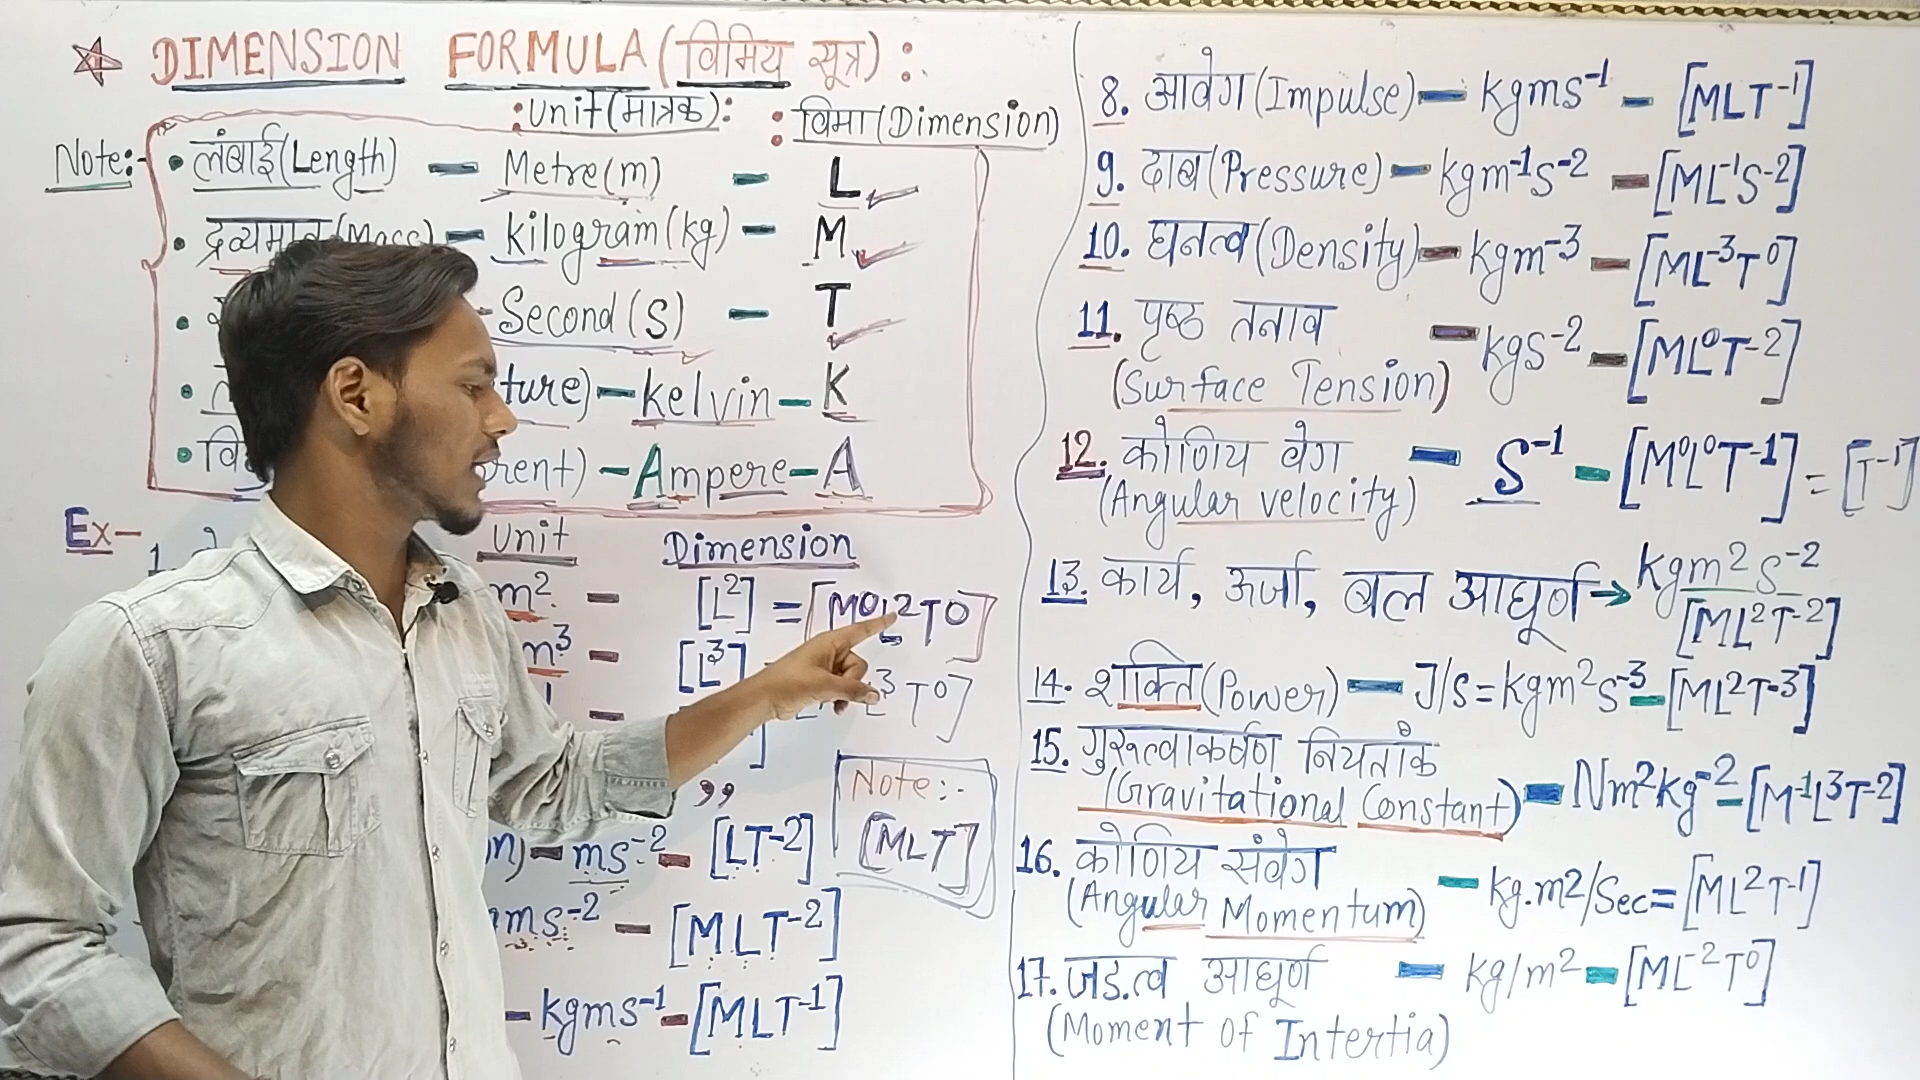 DIMENSION FORMULA (विमिय सूत्र) :
: Unit (मात्रक) : : विमा (Dimension)
Note:- • लंबाई (Length) — Metre (m) — L
• द्रव्यमान (Mass) — kilogram (kg) — M
• Second (S) — T
• ture) — kelvin — K
• rent) — Ampere — A
Ex- Unit Dimension
1. m² — [L²] = [M⁰L²T⁰]
m³ — [L³] L³T⁰]
,,
Note:-
[MLT]
n) — ms⁻² — [LT⁻²]
ms⁻² — [MLT⁻²]
— kgms⁻¹ — [MLT⁻¹]
8. आवेग (Impulse) — kgms⁻¹ — [MLT⁻¹]
9. दाब (Pressure) — kgm⁻¹s⁻² — [ML⁻¹S⁻²]
10. घनत्व (Density) — kgm⁻³ — [ML⁻³T⁰]
11. पृष्ठ तनाव — kgs⁻² — [ML⁰T⁻²]
(Surface Tension)
12. कोणिय वेग — S⁻¹ — [M⁰L⁰T⁻¹] = [T⁻¹]
(Angular velocity)
13. कार्य, ऊर्जा, बल आघूर्ण → kgm²s⁻²
[ML²T⁻²]
14. शक्ति (Power) — J/s = kgm²s⁻³ — [ML²T⁻³]
15. गुरुत्वाकर्षण नियतांक
(Gravitational Constant) — Nm²kg⁻² — [M⁻¹L³T⁻²]
16. कोणिय संवेग
(Angular Momentum) — kg.m2/Sec = [ML²T⁻¹]
17. जड़त्व आघूर्ण — kg/m² — [ML⁻²T⁰]
(Moment of Intertia)